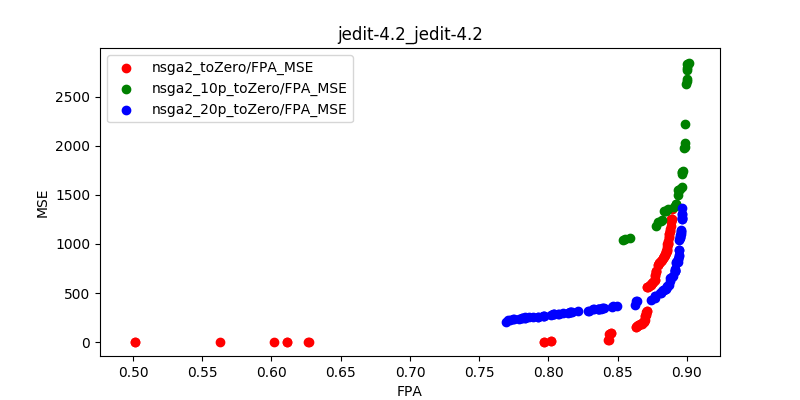 jedit-4.2_jedit-4.2
nsga2_toZero/FPA_MSE
nsga2_10p_toZero/FPA_MSE
nsga2_20p_toZero/FPA_MSE
MSE
2500
2000
1500
1000
500
0
0.50 0.55 0.60 0.65 0.70 0.75 0.80 0.85 0.90
FPA